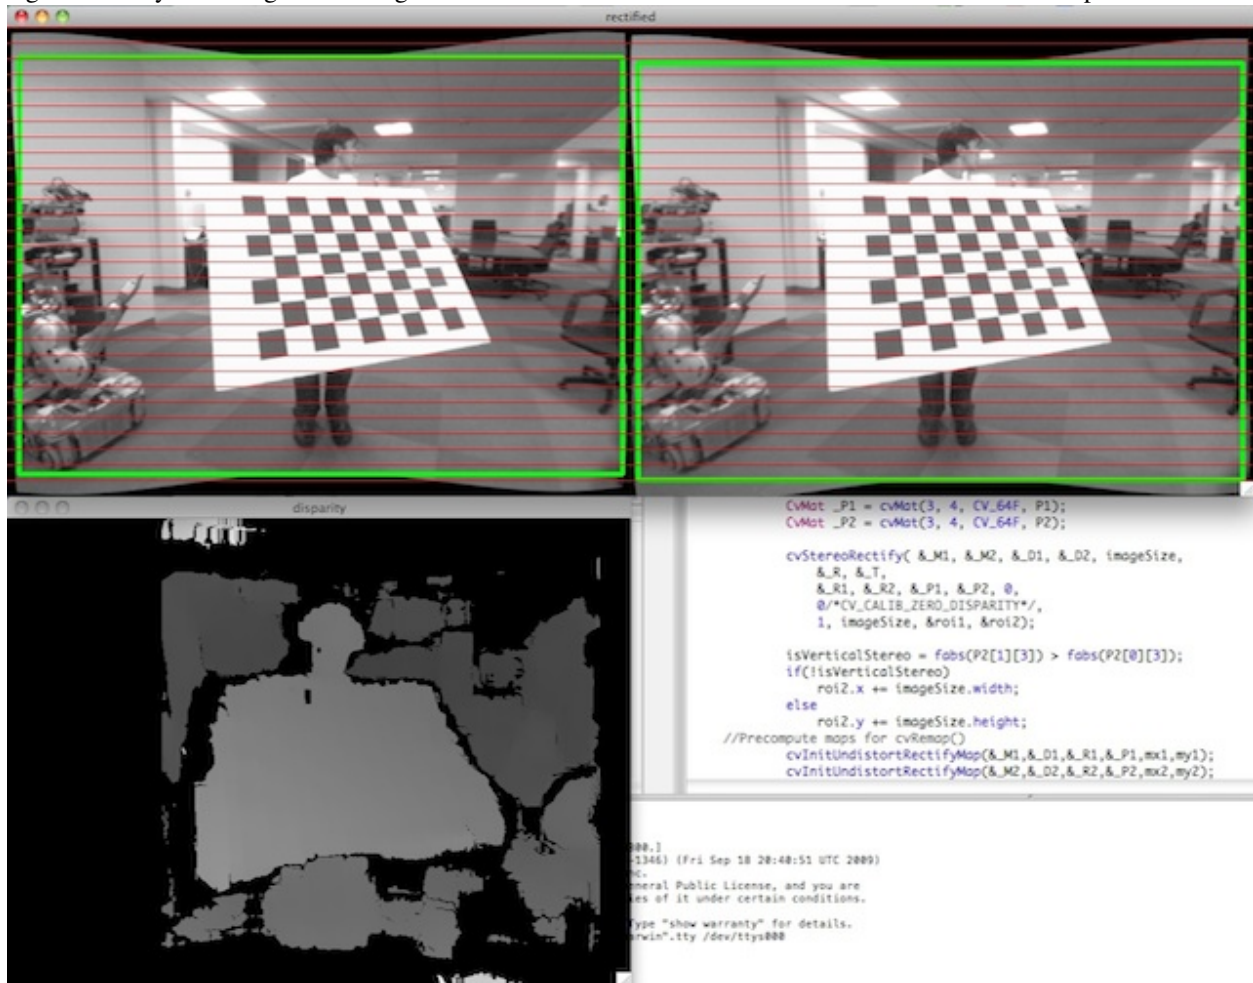 rectified
disparity
CvMat _P1 = cvMat(3, 4, CV_64F, P1);
CvMat _P2 = cvMat(3, 4, CV_64F, P2);
cvStereoRectify( &_M1, &_M2, &_D1, &_D2, imageSize,
&_R, &_T,
&_R1, &_R2, &_P1, &_P2, 0,
0/*CV_CALIB_ZERO_DISPARITY*/,
1, imageSize, &roi1, &roi2);
isVerticalStereo = fabs(P2[1][3]) > fabs(P2[0][3]);
if(!isVerticalStereo)
roi2.x += imageSize.width;
else
roi2.y += imageSize.height;
//Precompute maps for cvRemap()
cvInitUndistortRectifyMap(&_M1,&_D1,&_R1,&_P1,mx1,my1);
cvInitUndistortRectifyMap(&_M2,&_D2,&_R2,&_P2,mx2,my2);
-1346) (Fri Sep 18 20:40:51 UTC 2009)
General Public License, and you are
of it under certain conditions.
Type "show warranty" for details.
.tty /dev/ttys000